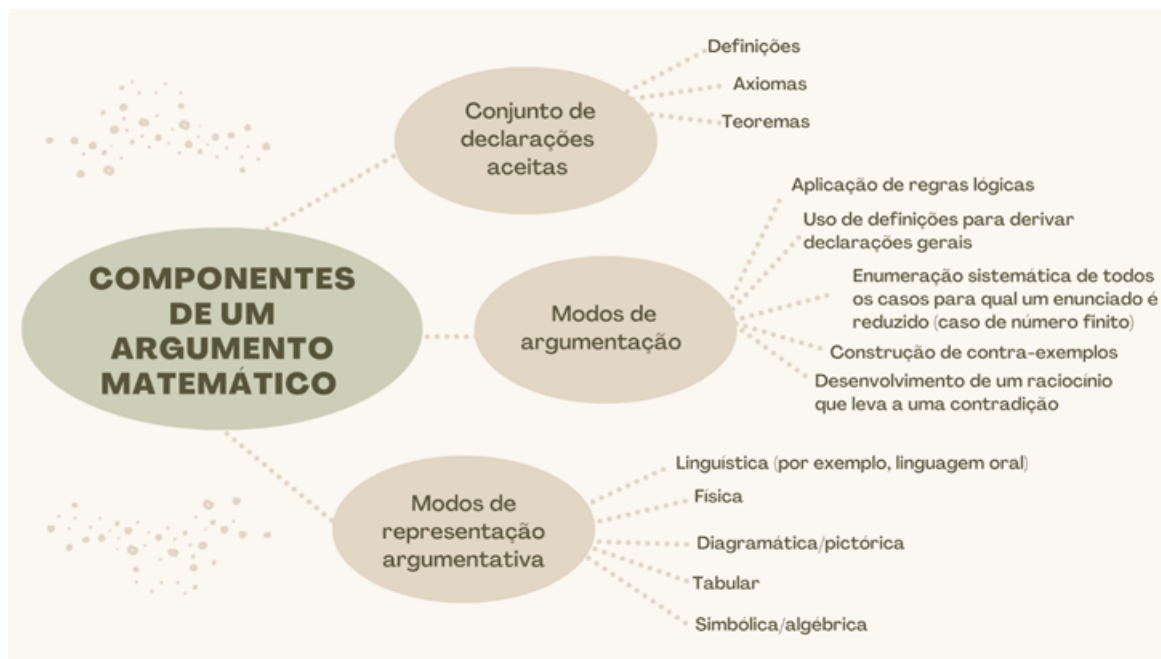 COMPONENTES
DE UM
ARGUMENTO
MATEMÁTICO
Conjunto de
declarações
aceitas
Definições
Axiomas
Teoremas
Modos de
argumentação
Aplicação de regras lógicas
Uso de definições para derivar
declarações gerais
Enumeração sistemática de todos
os casos para qual um enunciado é
reduzido (caso de número finito)
Construção de contra-exemplos
Desenvolvimento de um raciocínio
que leva a uma contradição
Modos de
representação
argumentativa
Linguística (por exemplo, linguagem oral)
Física
Diagramática/pictórica
Tabular
Simbólica/algébrica